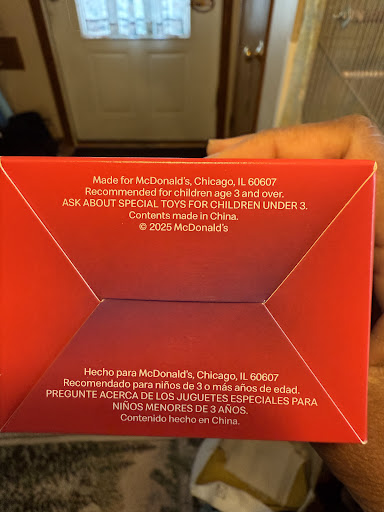 Made for McDonald's, Chicago, IL 60607
Recommended for children age 3 and over.
ASK ABOUT SPECIAL TOYS FOR CHILDREN UNDER 3.
Contents made in China.
© 2025 McDonald's
Hecho para McDonald's, Chicago, IL 60607
Recomendado para niños de 3 o más años de edad.
PREGUNTE ACERCA DE LOS JUGUETES ESPECIALES PARA
NIÑOS MENORES DE 3 AÑOS.
Contenido hecho en China.